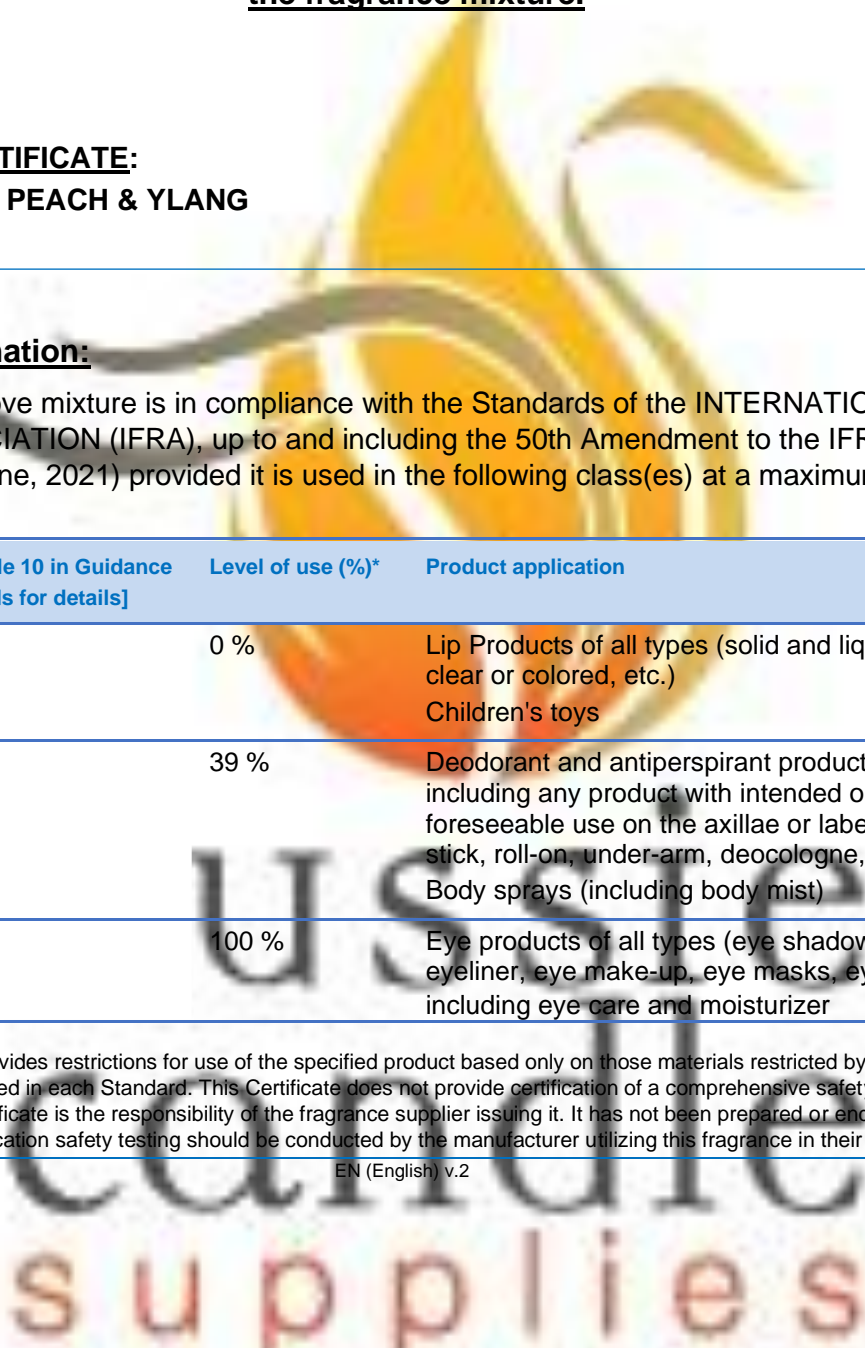 the fragrance mixture.
TIFICATE:
PEACH & YLANG
nation:
ove mixture is in compliance with the Standards of the INTERNATIO
CIATION (IFRA), up to and including the 50th Amendment to the IFR
ne, 2021) provided it is used in the following class(es) at a maximum
le 10 in Guidance Level of use (%)* Product application
ls for details]
0 % Lip Products of all types (solid and liq
clear or colored, etc.)
Children's toys
39 % Deodorant and antiperspirant product
including any product with intended o
foreseeable use on the axillae or labe
stick, roll-on, under-arm, deocologne,
Body sprays (including body mist)
100 % Eye products of all types (eye shadow
eyeliner, eye make-up, eye masks, ey
including eye care and moisturizer
vides restrictions for use of the specified product based only on those materials restricted by
ed in each Standard. This Certificate does not provide certification of a comprehensive safety
ificate is the responsibility of the fragrance supplier issuing it. It has not been prepared or end
cation safety testing should be conducted by the manufacturer utilizing this fragrance in their
EN (English) v.2
ussie
candle
supplies